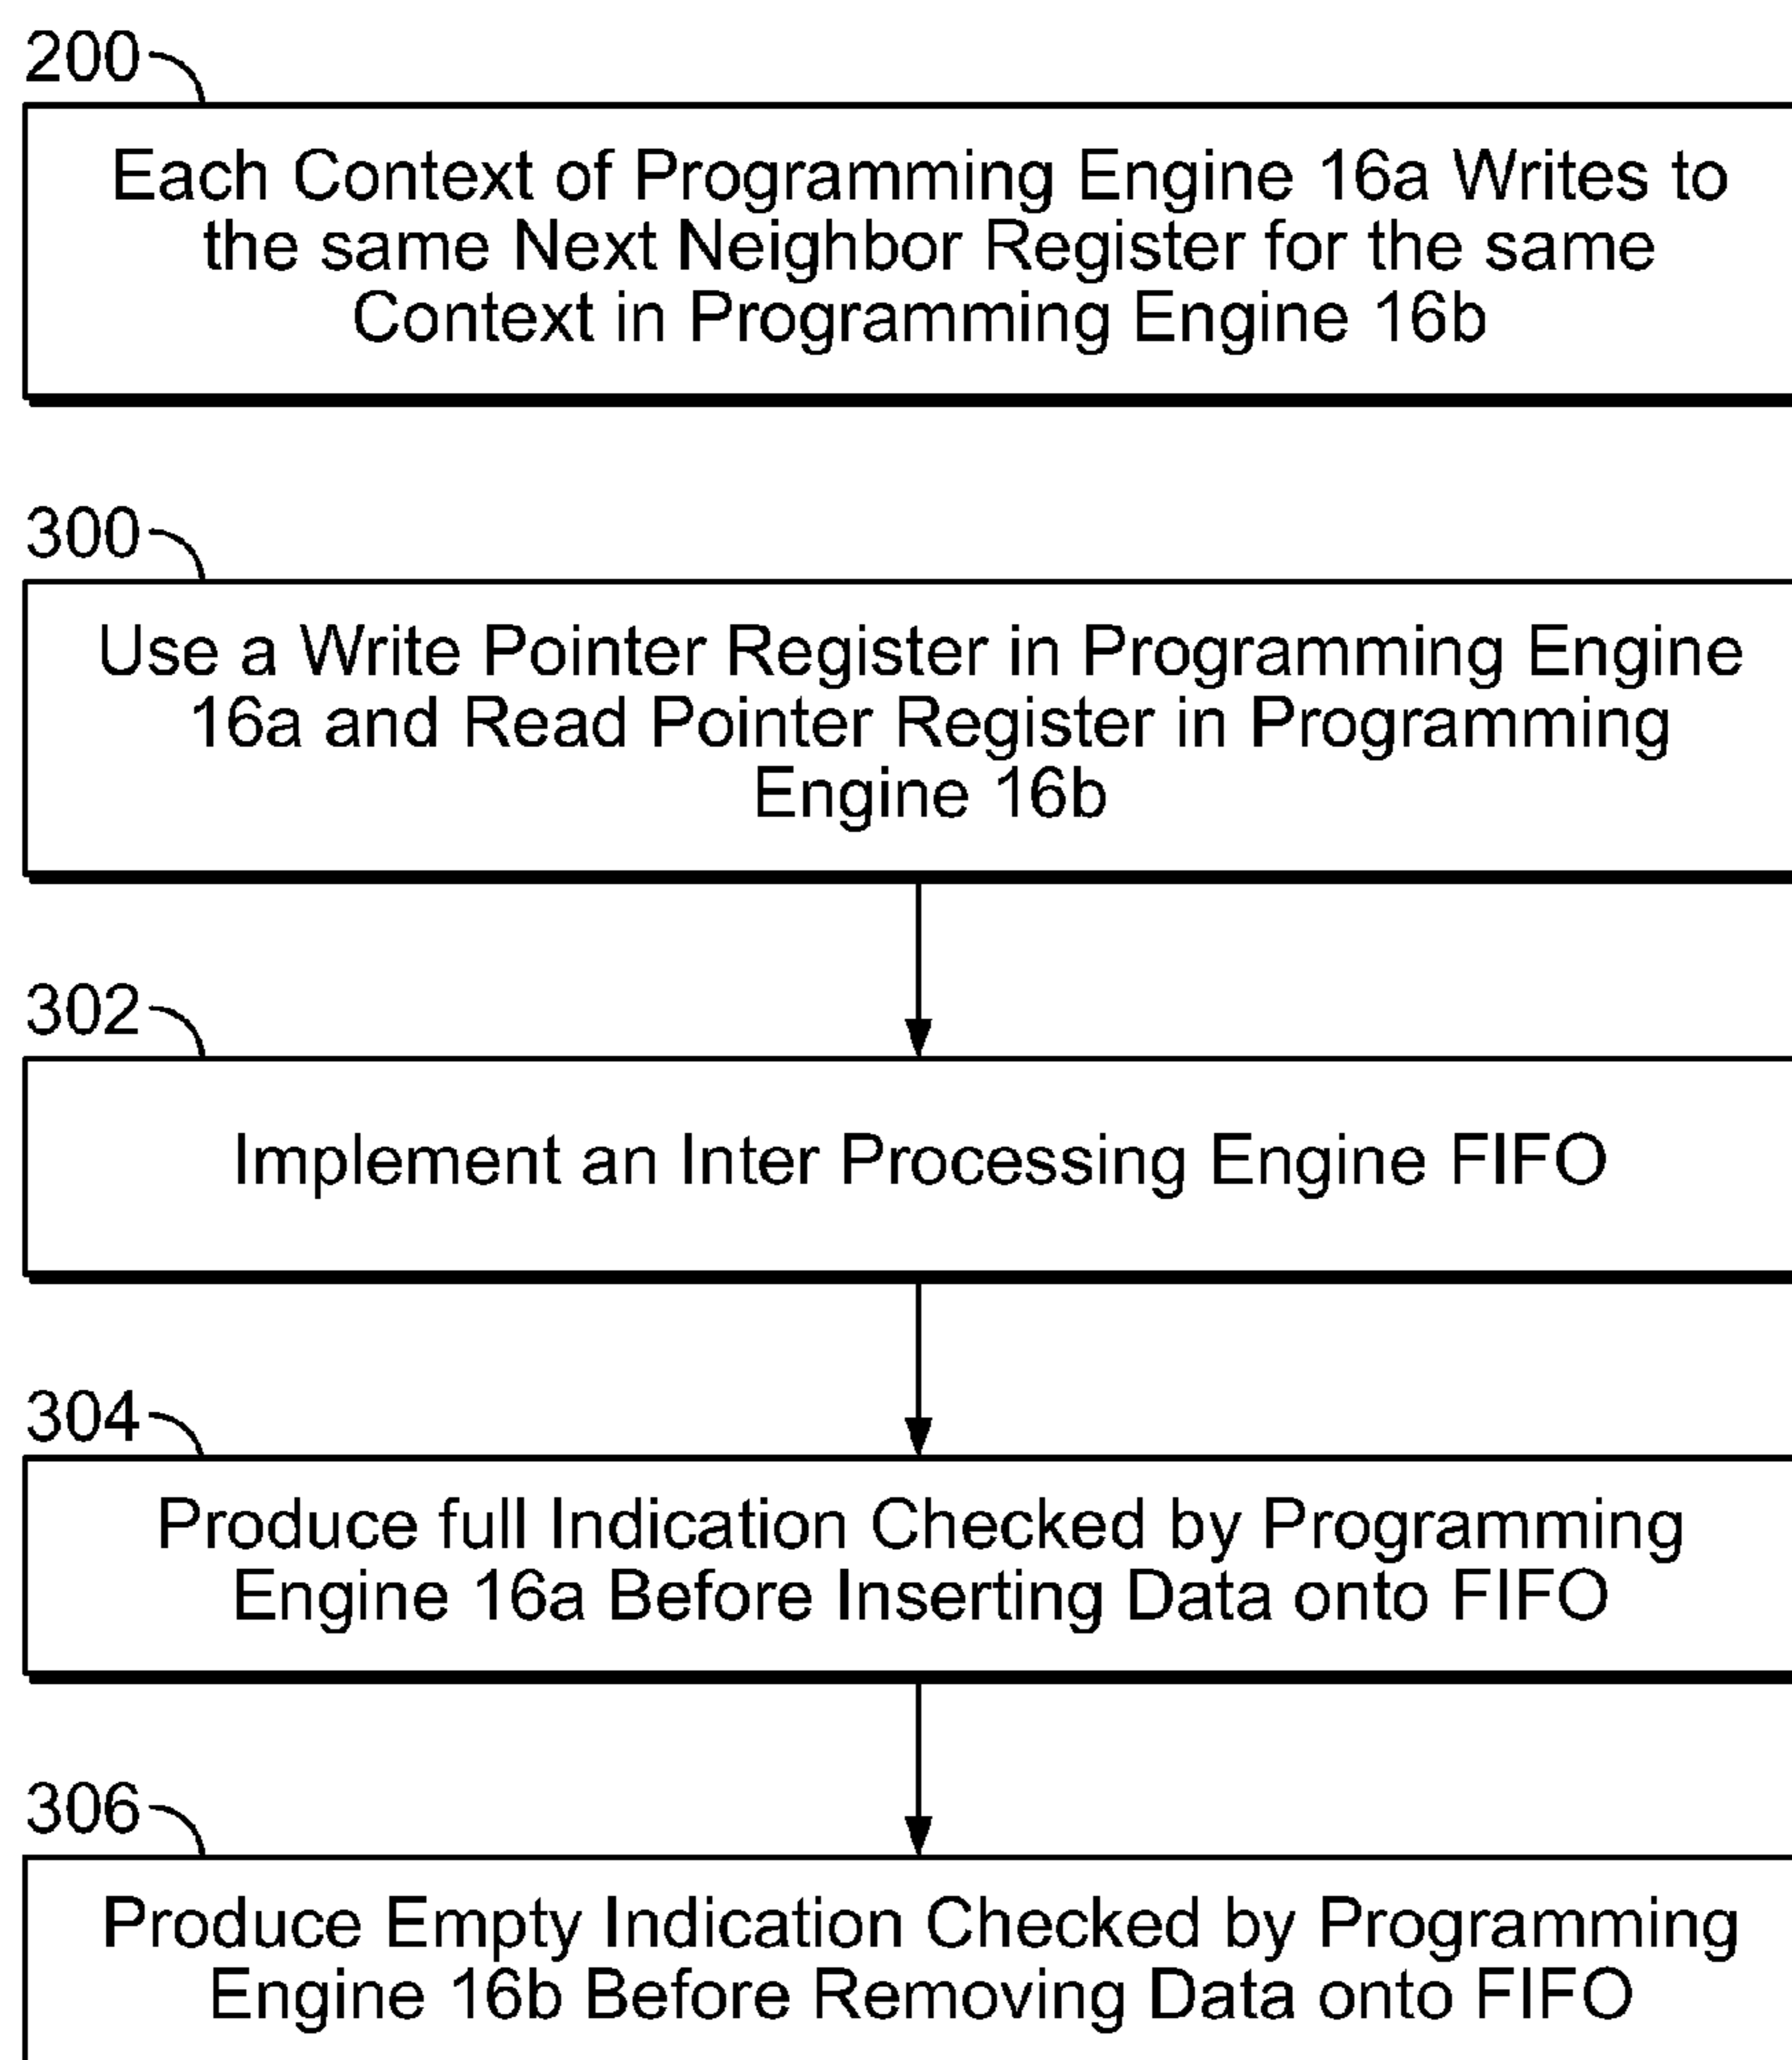 200
Each Context of Programming Engine 16a Writes to
the same Next Neighbor Register for the same
Context in Programming Engine 16b
300
Use a Write Pointer Register in Programming Engine
16a and Read Pointer Register in Programming
Engine 16b
302
Implement an Inter Processing Engine FIFO
304
Produce full Indication Checked by Programming
Engine 16a Before Inserting Data onto FIFO
306
Produce Empty Indication Checked by Programming
Engine 16b Before Removing Data onto FIFO